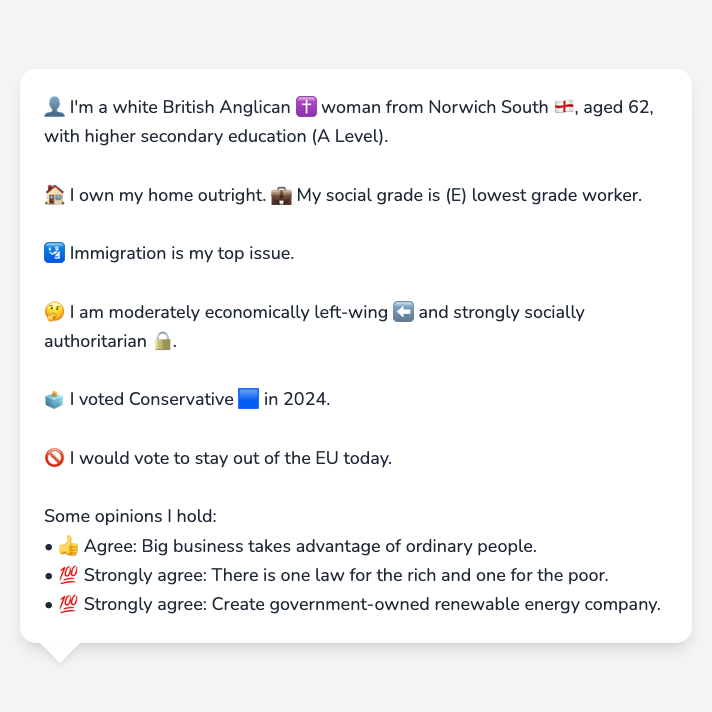 👤 I'm a white British Anglican ✝️ woman from Norwich South 🏴󠁧󠁢󠁥󠁮󠁧󠁿, aged 62,
with higher secondary education (A Level).
🏠 I own my home outright. 💼 My social grade is (E) lowest grade worker.
🛂 Immigration is my top issue.
🤔 I am moderately economically left-wing ⬅️ and strongly socially
authoritarian 🔒.
🗳️ I voted Conservative 🟦 in 2024.
🚫 I would vote to stay out of the EU today.
Some opinions I hold:
• 👍 Agree: Big business takes advantage of ordinary people.
• 💯 Strongly agree: There is one law for the rich and one for the poor.
• 💯 Strongly agree: Create government-owned renewable energy company.